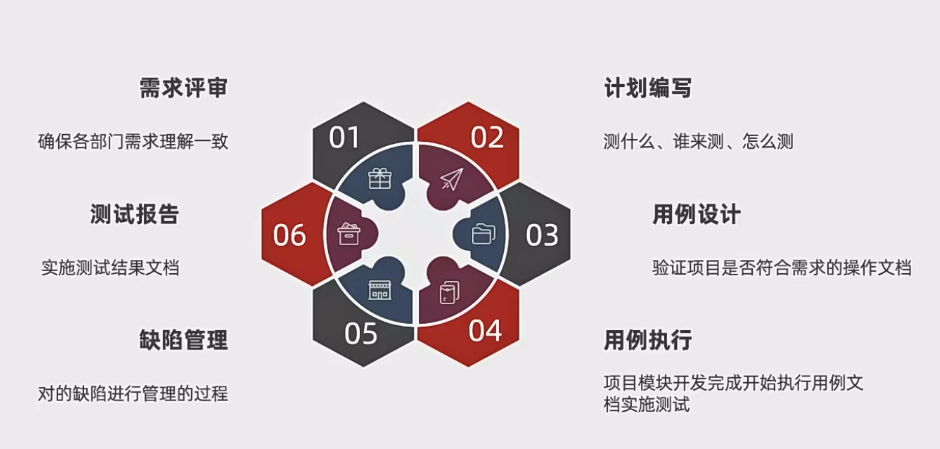 需求评审
确保各部门需求理解一致
01
02
计划编写
测什么、谁来测、怎么测
测试报告
实施测试结果文档
06
03
用例设计
验证项目是否符合需求的操作文档
缺陷管理
对的缺陷进行管理的过程
05
04
用例执行
项目模块开发完成开始执行用例文
档实施测试